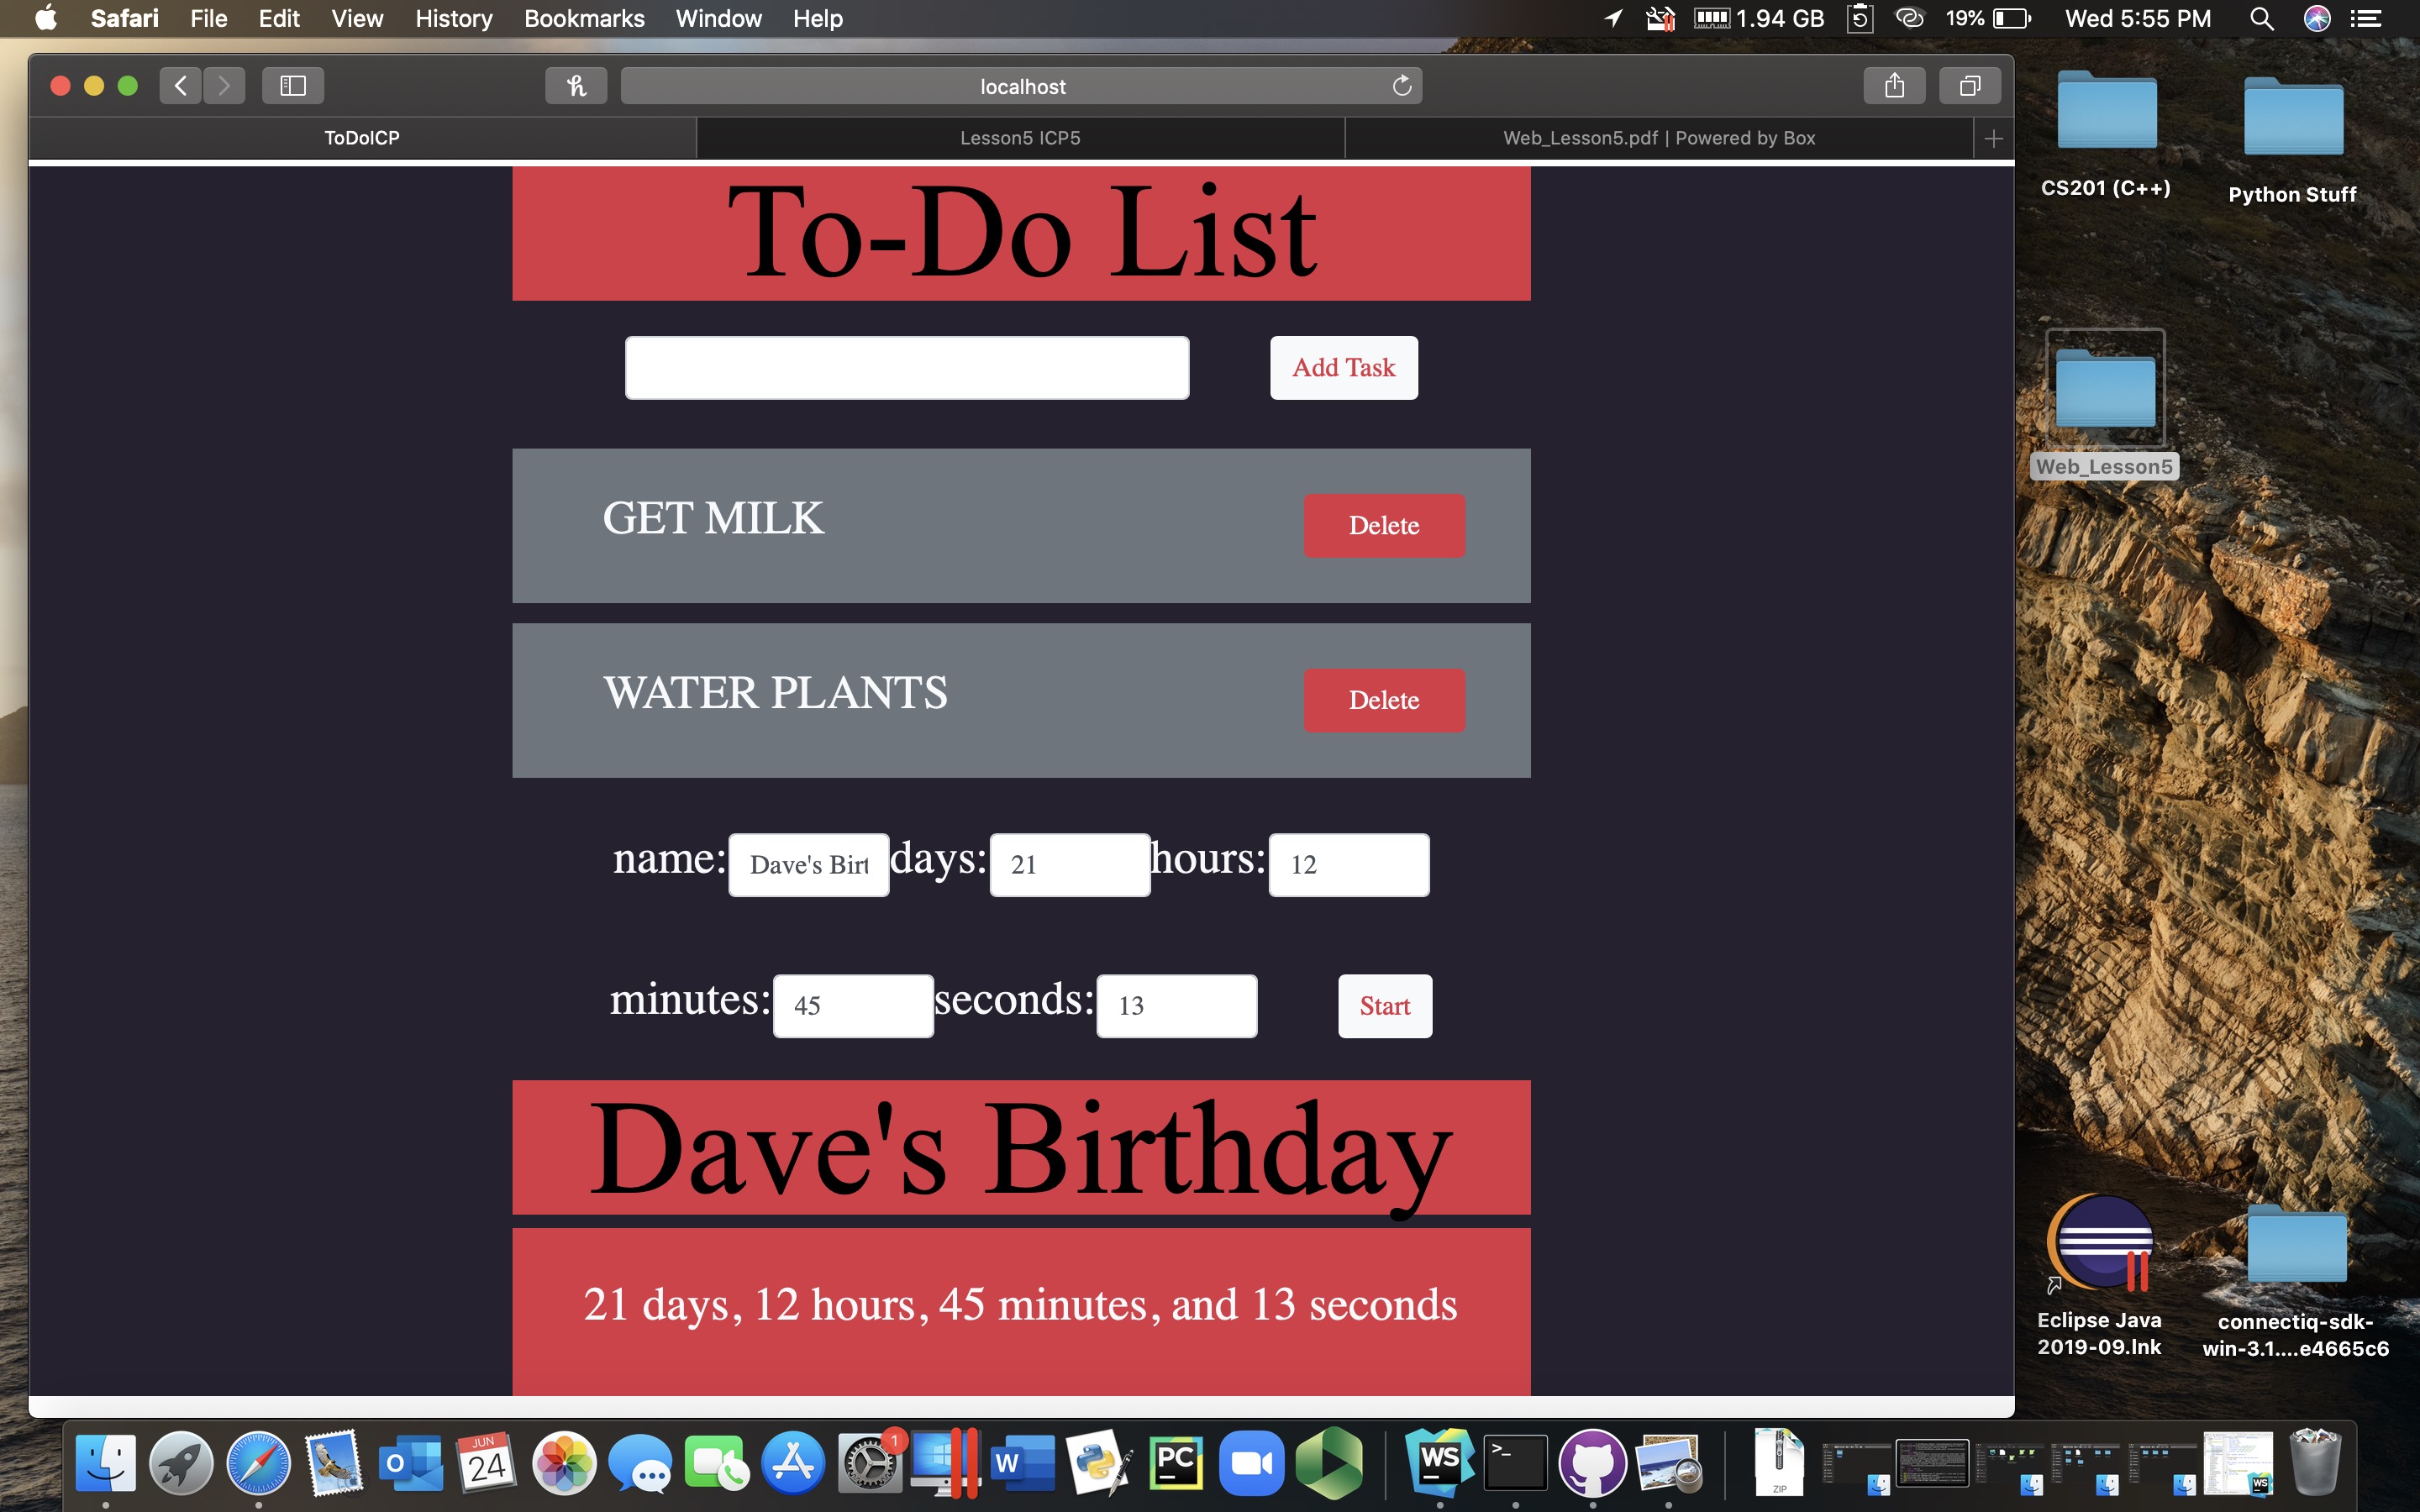 Safari File Edit View History Bookmarks Window Help 1.94 GB 19% Wed 5:55 PM
localhost
ToDoICP Lesson5 ICP5 Web_Lesson5.pdf | Powered by Box
To-Do List
Add Task
GET MILK Delete
WATER PLANTS Delete
name: Dave's Birt days: 21 hours: 12
minutes: 45 seconds: 13 Start
Dave's Birthday
21 days, 12 hours, 45 minutes, and 13 seconds
CS201 (C++) Python Stuff
Web_Lesson5
Eclipse Java
2019-09.lnk
connectiq-sdk-
win-3.1....e4665c6
JUN
24
1
W
PC
WS
>_
ZIP